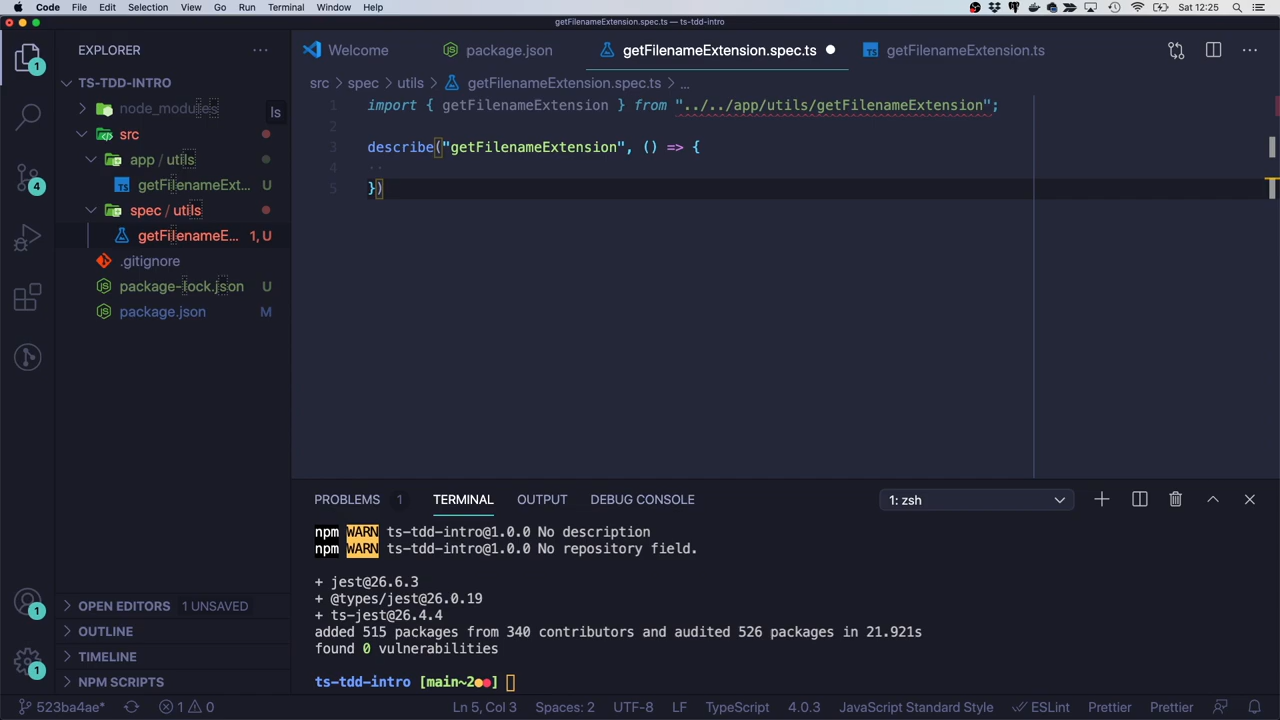 Code File Edit Selection View Go Run Terminal Window Help Sat 12:25
getFilenameExtension.spec.ts — ts-tdd-intro
EXPLORER
Welcome package.json getFilenameExtension.spec.ts getFilenameExtension.ts
TS-TDD-INTRO
src > spec > utils > getFilenameExtension.spec.ts > ...
node_modules
ls
src
app / utils
getFilenameExt... U
spec / utils
getFilenameE... 1, U
.gitignore
package-lock.json U
package.json M
1 import { getFilenameExtension } from "../../app/utils/getFilenameExtension";
2
3 describe("getFilenameExtension", () => {
4
5 })
1
4
PROBLEMS 1 TERMINAL OUTPUT DEBUG CONSOLE 1: zsh
npm WARN ts-tdd-intro@1.0.0 No description
npm WARN ts-tdd-intro@1.0.0 No repository field.
+ jest@26.6.3
+ @types/jest@26.0.19
+ ts-jest@26.4.4
added 515 packages from 340 contributors and audited 526 packages in 21.921s
found 0 vulnerabilities
ts-tdd-intro [main~2●●]
1
1
OPEN EDITORS 1 UNSAVED
OUTLINE
TIMELINE
NPM SCRIPTS
523ba4ae* 1 0 Ln 5, Col 3 Spaces: 2 UTF-8 LF TypeScript 4.0.3 JavaScript Standard Style ESLint Prettier Prettier